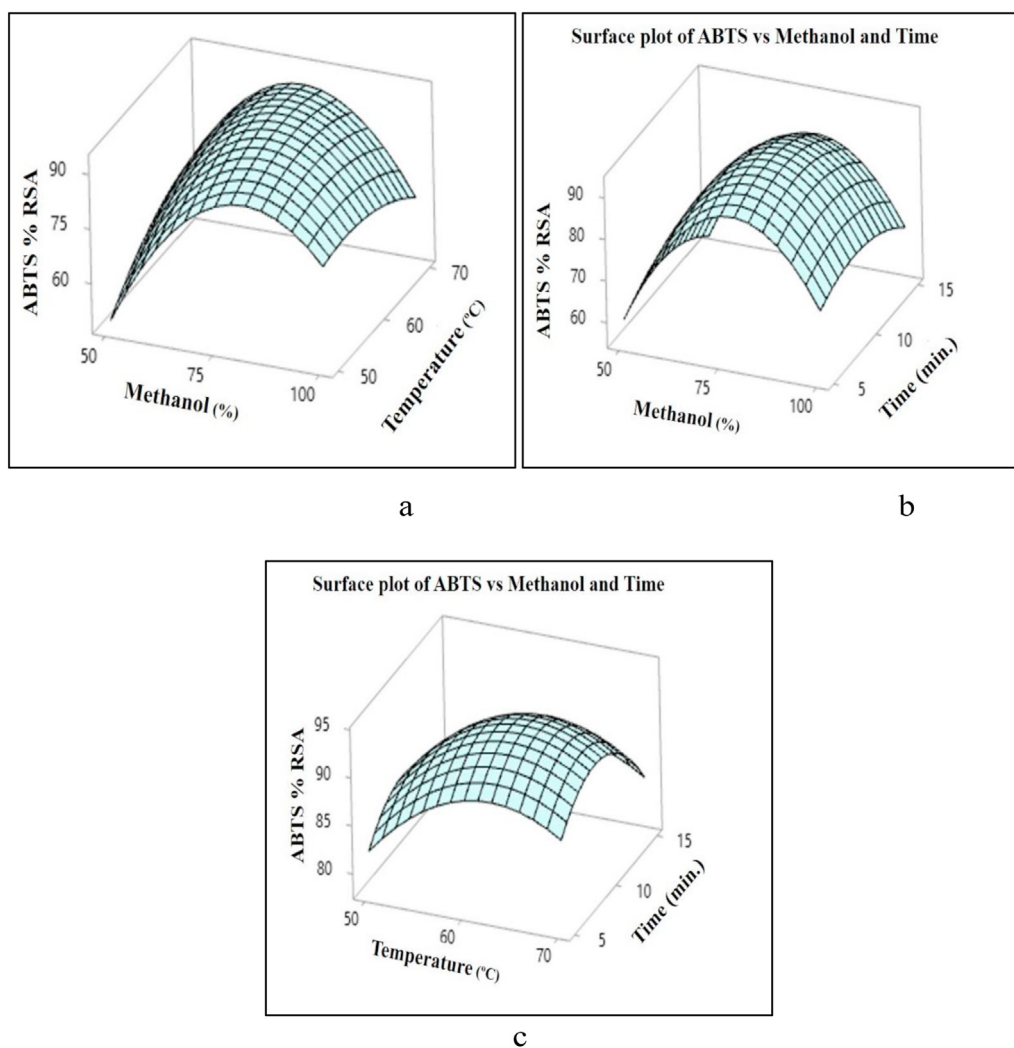 90
75
60
ABTS % RSA
50
75
100
Methanol (%)
50
60
70
Temperature (ºC)
Surface plot of ABTS vs Methanol and Time
90
80
70
60
ABTS % RSA
50
75
100
Methanol (%)
5
10
15
Time (min.)
a
b
Surface plot of ABTS vs Methanol and Time
95
90
85
80
ABTS % RSA
50
60
70
Temperature (ºC)
5
10
15
Time (min.)
c